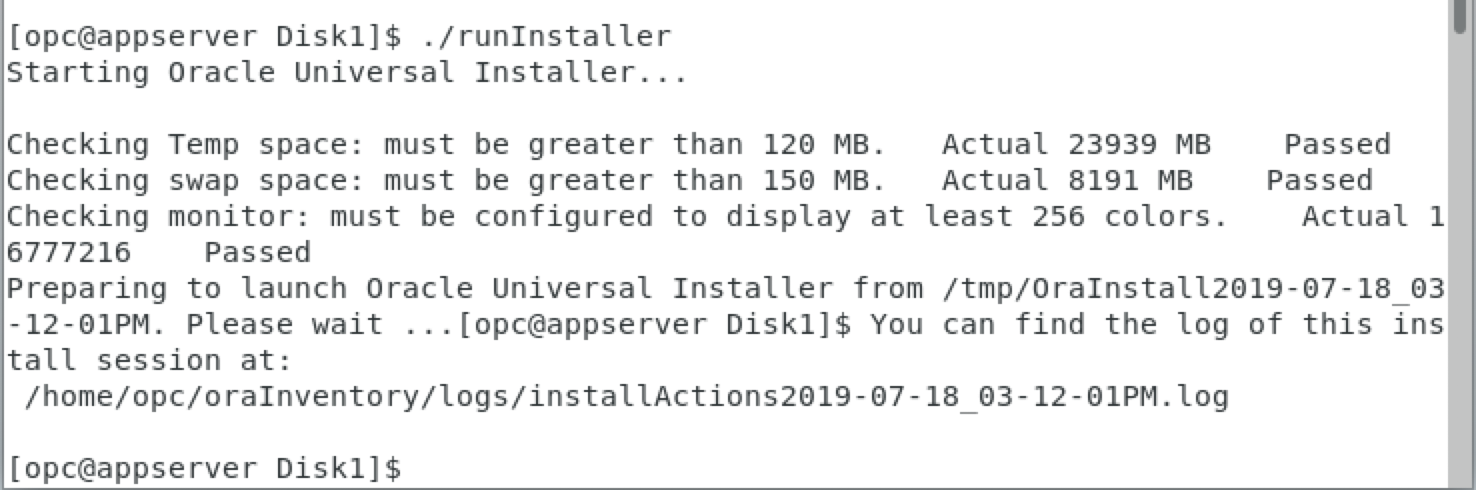 [opc@appserver Disk1]$ ./runInstaller
Starting Oracle Universal Installer...
Checking Temp space: must be greater than 120 MB.   Actual 23939 MB    Passed
Checking swap space: must be greater than 150 MB.   Actual 8191 MB    Passed
Checking monitor: must be configured to display at least 256 colors.    Actual 1
6777216    Passed
Preparing to launch Oracle Universal Installer from /tmp/OraInstall2019-07-18_03
-12-01PM. Please wait ...[opc@appserver Disk1]$ You can find the log of this ins
tall session at:
 /home/opc/oraInventory/logs/installActions2019-07-18_03-12-01PM.log
[opc@appserver Disk1]$